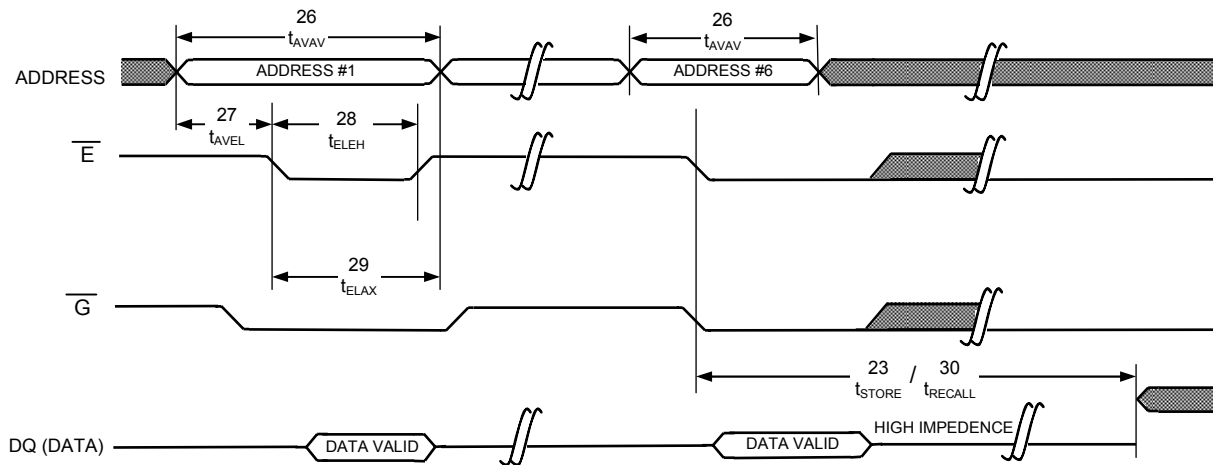 26
tAVAV
26
tAVAV
ADDRESS
ADDRESS #1
ADDRESS #6
27
tAVEL
28
tELEH
E
29
tELAX
G
23 / 30
tSTORE tRECALL
DQ (DATA)
DATA VALID
DATA VALID
HIGH IMPEDENCE